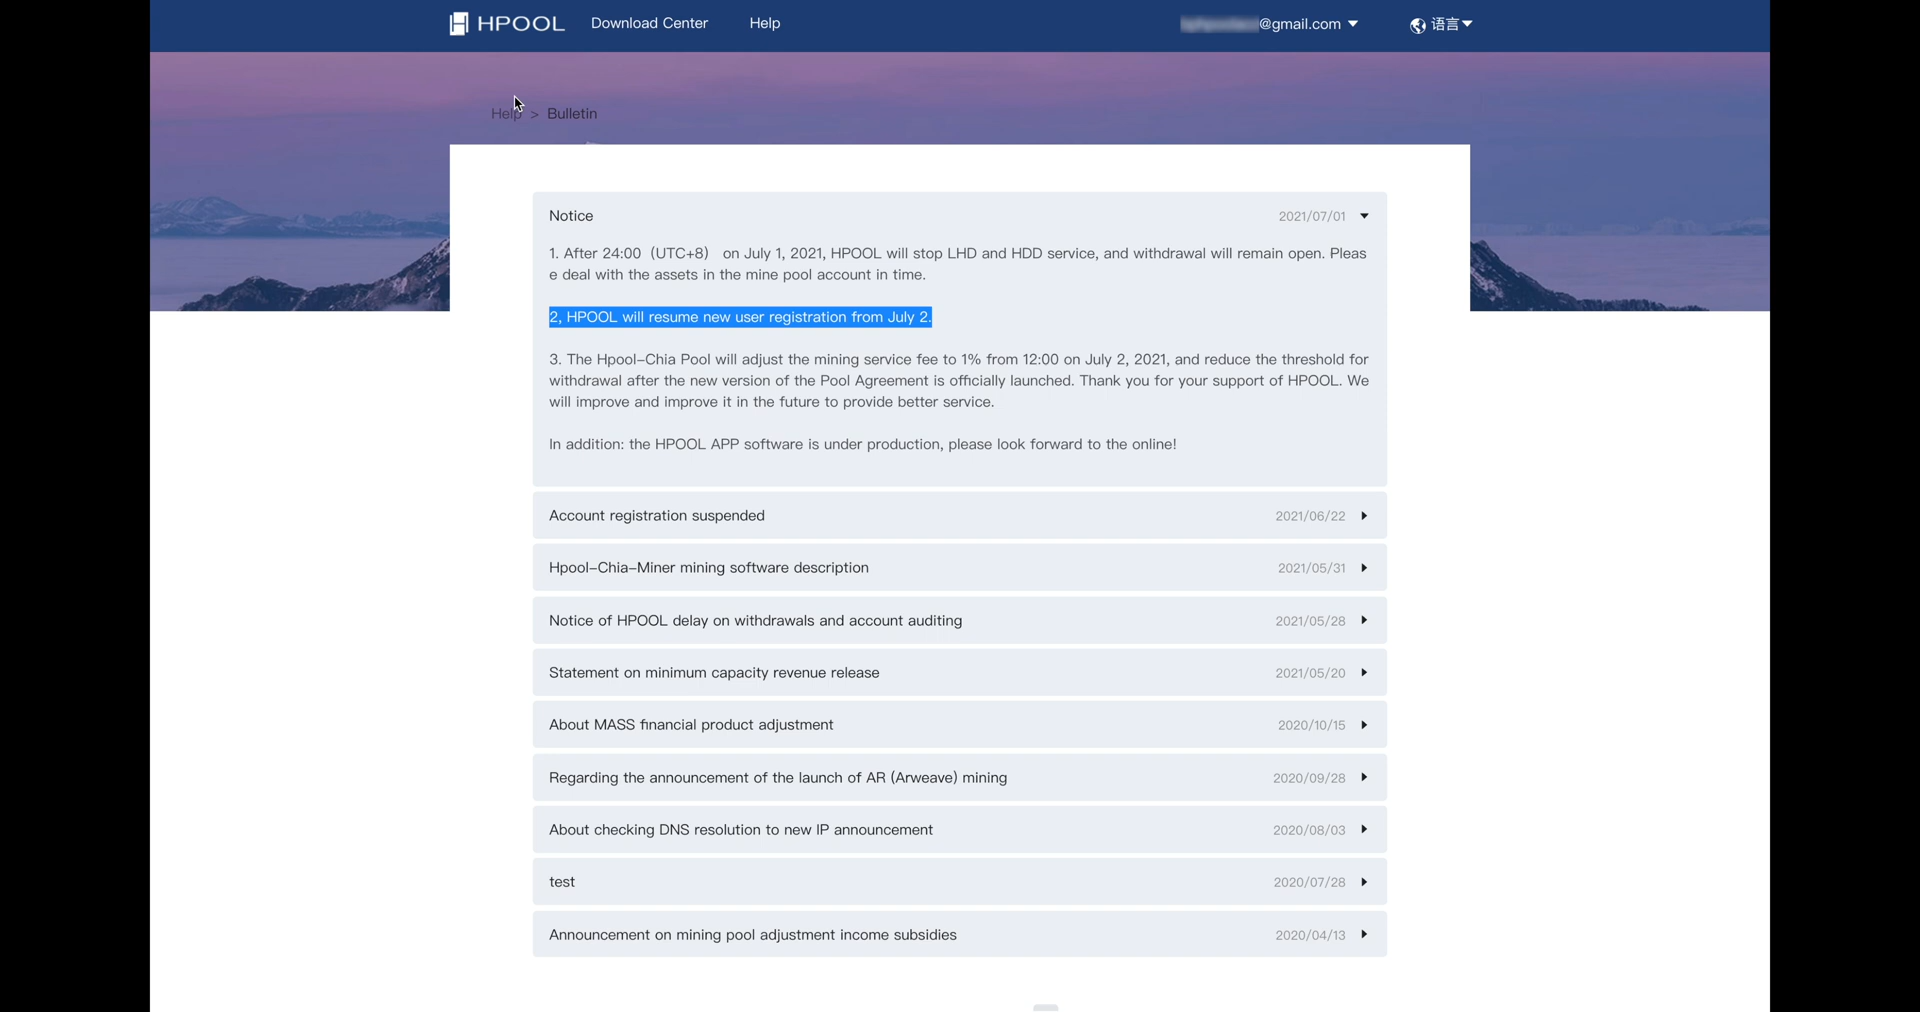 HPOOL Download Center Help @gmail.com 语言
Help > Bulletin
Notice 2021/07/01
1. After 24:00（UTC+8） on July 1, 2021, HPOOL will stop LHD and HDD service, and withdrawal will remain open. Pleas
e deal with the assets in the mine pool account in time.
2, HPOOL will resume new user registration from July 2.
3. The Hpool-Chia Pool will adjust the mining service fee to 1% from 12:00 on July 2, 2021, and reduce the threshold for
withdrawal after the new version of the Pool Agreement is officially launched. Thank you for your support of HPOOL. We
will improve and improve it in the future to provide better service.
In addition: the HPOOL APP software is under production, please look forward to the online!
Account registration suspended 2021/06/22
Hpool-Chia-Miner mining software description 2021/05/31
Notice of HPOOL delay on withdrawals and account auditing 2021/05/28
Statement on minimum capacity revenue release 2021/05/20
About MASS financial product adjustment 2020/10/15
Regarding the announcement of the launch of AR (Arweave) mining 2020/09/28
About checking DNS resolution to new IP announcement 2020/08/03
test 2020/07/28
Announcement on mining pool adjustment income subsidies 2020/04/13